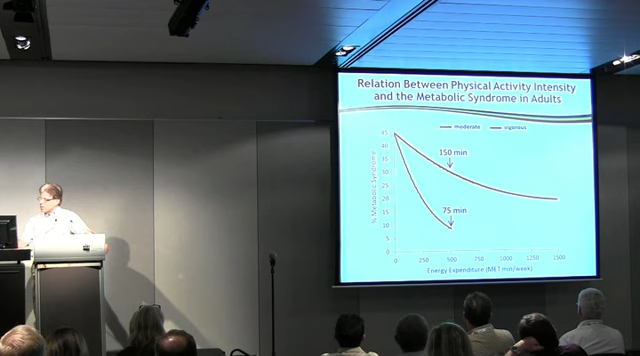 Relation Between Physical Activity Intensity
and the Metabolic Syndrome in Adults
moderate vigorous
45
40
35
30
25
20
15
10
5
0
% Metabolic Syndrome
150 min
75 min
0 250 500 750 1000 1250 1500
Energy Expenditure (MET min/week)